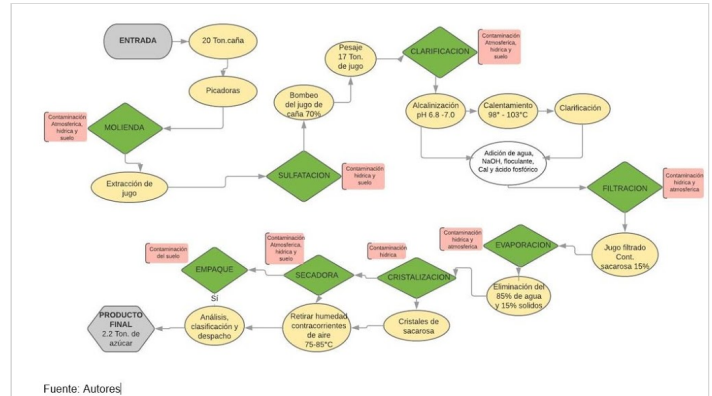 ENTRADA
20 Ton.caña
Picadoras
Contaminación
Atmosferica,
hidrica y
suelo
MOLIENDA
Extracción de
jugo
SULFATACION
Contaminación
hidrica y
suelo
Bombeo
del jugo de
caña 70%
Pesaje
17 Ton.
de jugo
CLARIFICACION
Contaminación
Atmosferica,
hidrica y
suelo
Alcalinización
pH 6.8 -7.0
Calentamiento
98° - 103°C
Clarificación
Adición de agua,
NaOH, floculante,
Cal y ácido fosfórico
FILTRACION
Contaminación
hidrica y
atmosferica
Jugo filtrado
Cont.
sacarosa 15%
EVAPORACION
Contaminación
hidrica y
atmosferica
Eliminación del
85% de agua
y 15% solidos
CRISTALIZACION
Contaminación
hidrica
Cristales de
sacarosa
SECADORA
Contaminación
Atmosferica,
hidrica y
suelo
Retirar humedad
contracorrientes
de aire
75-85°C
EMPAQUE
Contaminación
del suelo
Sí
Análisis,
clasificación y
despacho
PRODUCTO
FINAL
2.2 Ton. de
azúcar
Fuente: Autores